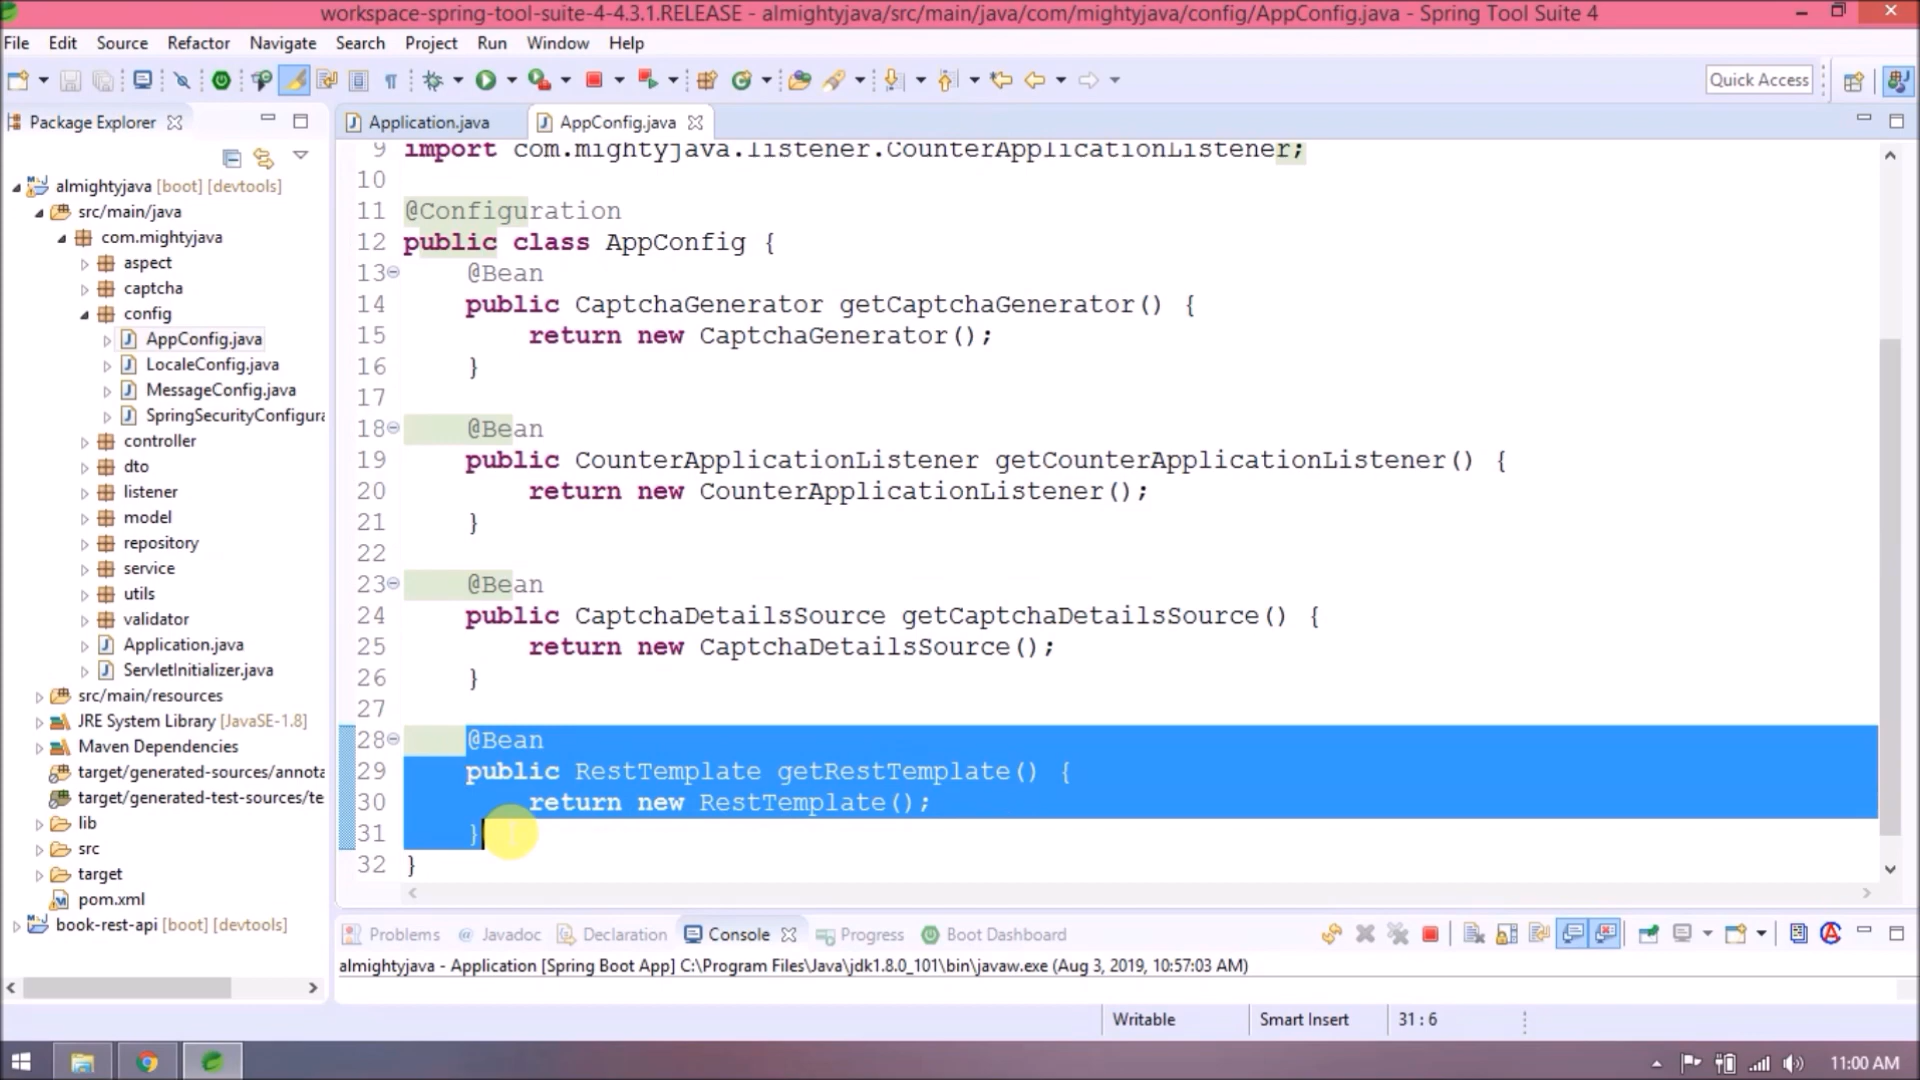 workspace-spring-tool-suite-4-4.3.1.RELEASE - almightyjava/src/main/java/com/mightyjava/config/AppConfig.java - Spring Tool Suite 4
File Edit Source Refactor Navigate Search Project Run Window Help
Quick Access
Package Explorer
Application.java
AppConfig.java
almightyjava [boot] [devtools]
src/main/java
com.mightyjava
aspect
captcha
config
AppConfig.java
LocaleConfig.java
MessageConfig.java
SpringSecurityConfigura
controller
dto
listener
model
repository
service
utils
validator
Application.java
ServletInitializer.java
src/main/resources
JRE System Library [JavaSE-1.8]
Maven Dependencies
target/generated-sources/annota
target/generated-test-sources/te
lib
src
target
pom.xml
book-rest-api [boot] [devtools]
9 import com.mightyjava.listener.CounterApplicationListener;
10
11 @Configuration
12 public class AppConfig {
13 @Bean
14 public CaptchaGenerator getCaptchaGenerator() {
15 return new CaptchaGenerator();
16 }
17
18 @Bean
19 public CounterApplicationListener getCounterApplicationListener() {
20 return new CounterApplicationListener();
21 }
22
23 @Bean
24 public CaptchaDetailsSource getCaptchaDetailsSource() {
25 return new CaptchaDetailsSource();
26 }
27
28 @Bean
29 public RestTemplate getRestTemplate() {
30 return new RestTemplate();
31 }
32 }
Problems @ Javadoc Declaration Console Progress Boot Dashboard
almightyjava - Application [Spring Boot App] C:\Program Files\Java\jdk1.8.0_101\bin\javaw.exe (Aug 3, 2019, 10:57:03 AM)
Writable Smart Insert 31 : 6
11:00 AM